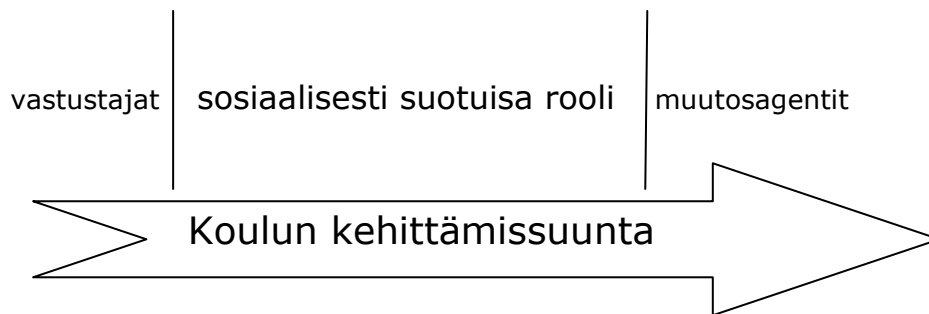 vastustajat sosiaalisesti suotuisa rooli muutosagentit
Koulun kehittämissuunta